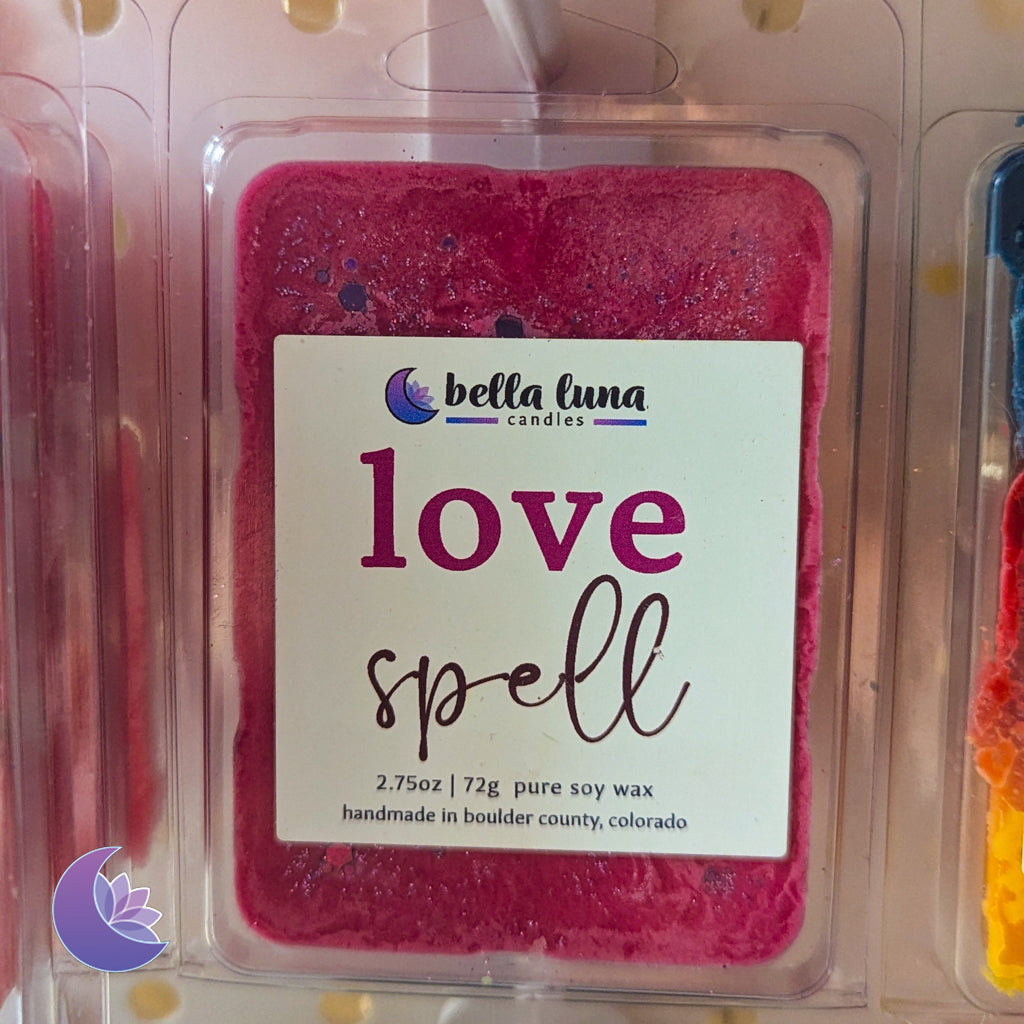 bella luna
candles
love
spell
2.75oz | 72g pure soy wax
handmade in boulder county, colorado